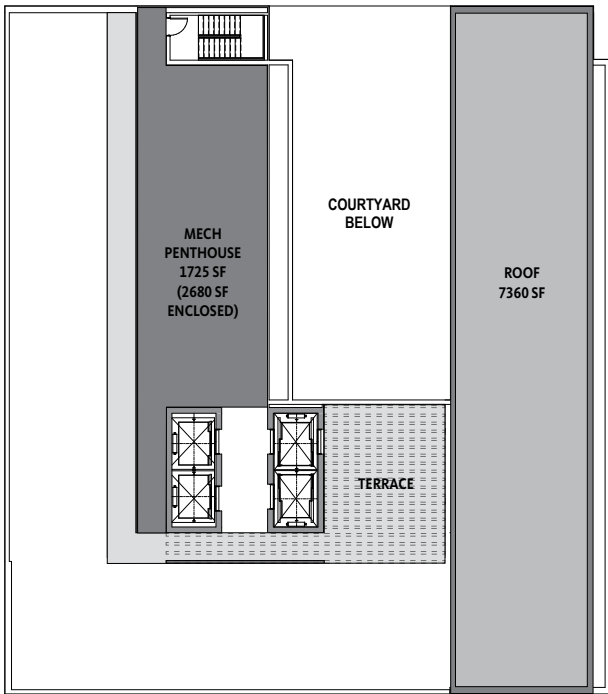 MECH
PENTHOUSE
1725 SF
(2680 SF
ENCLOSED)
COURTYARD
BELOW
ROOF
7360 SF
TERRACE